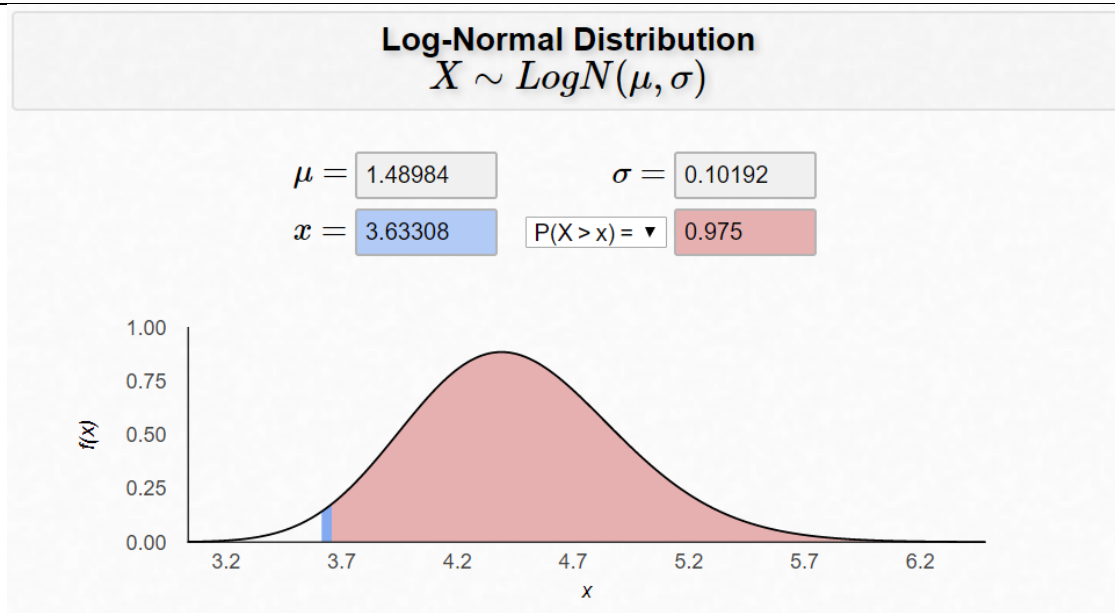 Log-Normal Distribution
X ∼ LogN(μ, σ)
μ = 1.48984 σ = 0.10192
x = 3.63308 P(X > x) = ▼ 0.975
1.00
0.75
0.50
0.25
0.00
f(x)
3.2 3.7 4.2 4.7 5.2 5.7 6.2
x